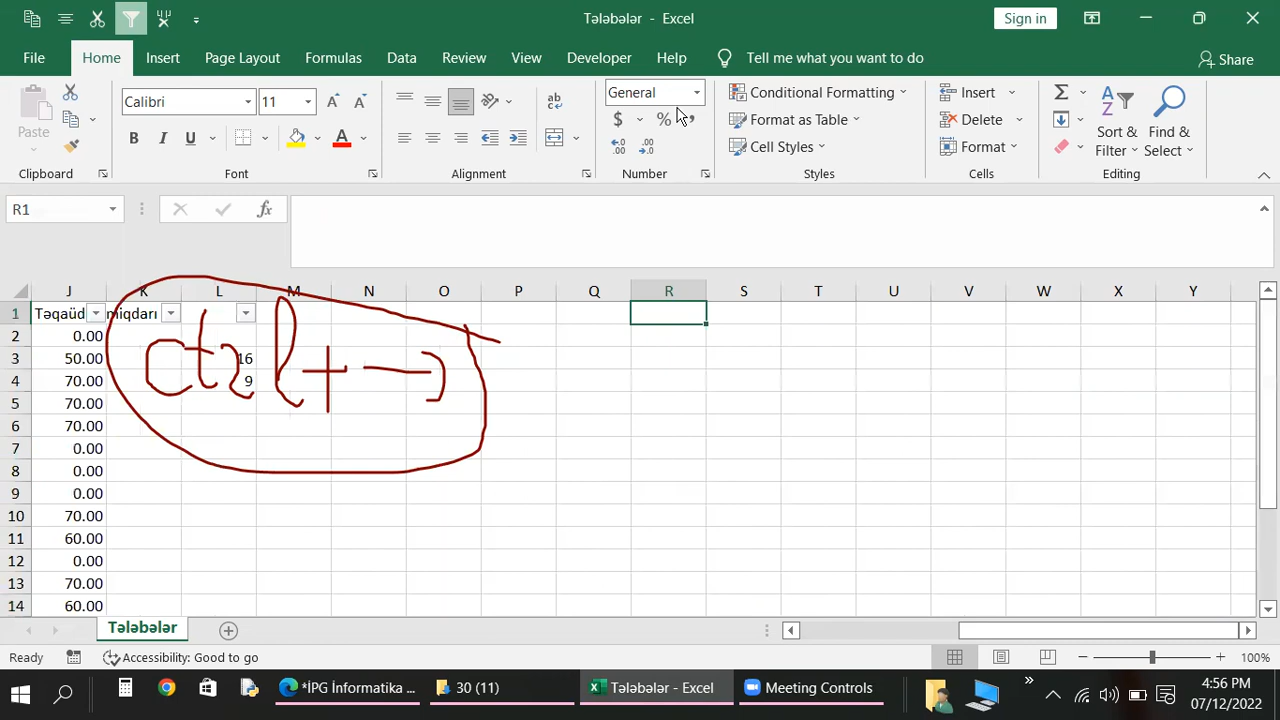 Tələbələr - Excel
Sign in
File Home Insert Page Layout Formulas Data Review View Developer Help Tell me what you want to do Share
Paste
Calibri 11
General
B I U
A
$ %
Conditional Formatting
Format as Table
Cell Styles
Insert
Delete
Format
Sort & Filter
Find & Select
Clipboard Font Alignment Number Styles Cells Editing
R1
fx
J K L M N O P Q R S T U V W X Y
1 Təqaüd miqdarı
2 0.00
3 50.00 16
4 70.00 9
5 70.00
6 70.00
7 0.00
8 0.00
9 0.00
10 70.00
11 60.00
12 0.00
13 70.00
14 60.00
Tələbələr
Ready Accessibility: Good to go 100%
*İPG İnformatika ... 30 (11) Tələbələr - Excel Meeting Controls
4:56 PM
07/12/2022